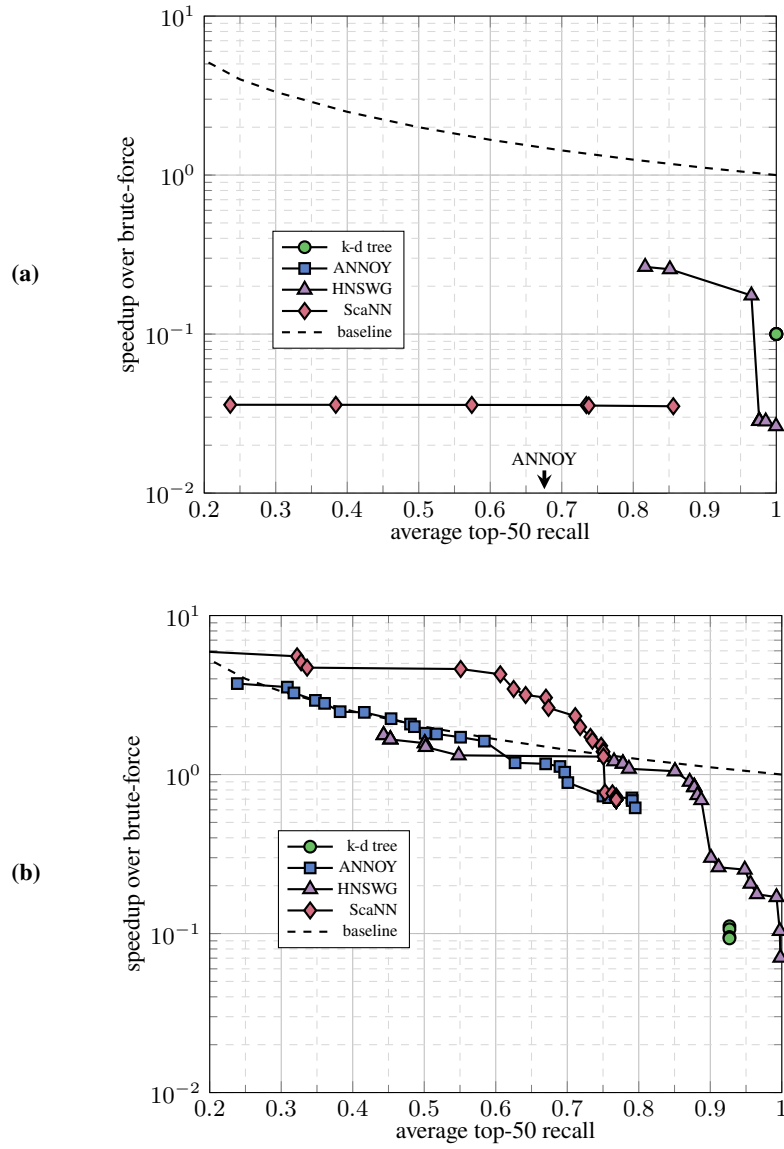 10^1
10^0
10^-1
10^-2
speedup over brute-force
(a)
k-d tree
ANNOY
HNSWG
ScaNN
baseline
ANNOY
0.2 0.3 0.4 0.5 0.6 0.7 0.8 0.9 1
average top-50 recall
10^1
10^0
10^-1
10^-2
speedup over brute-force
(b)
k-d tree
ANNOY
HNSWG
ScaNN
baseline
0.2 0.3 0.4 0.5 0.6 0.7 0.8 0.9 1
average top-50 recall